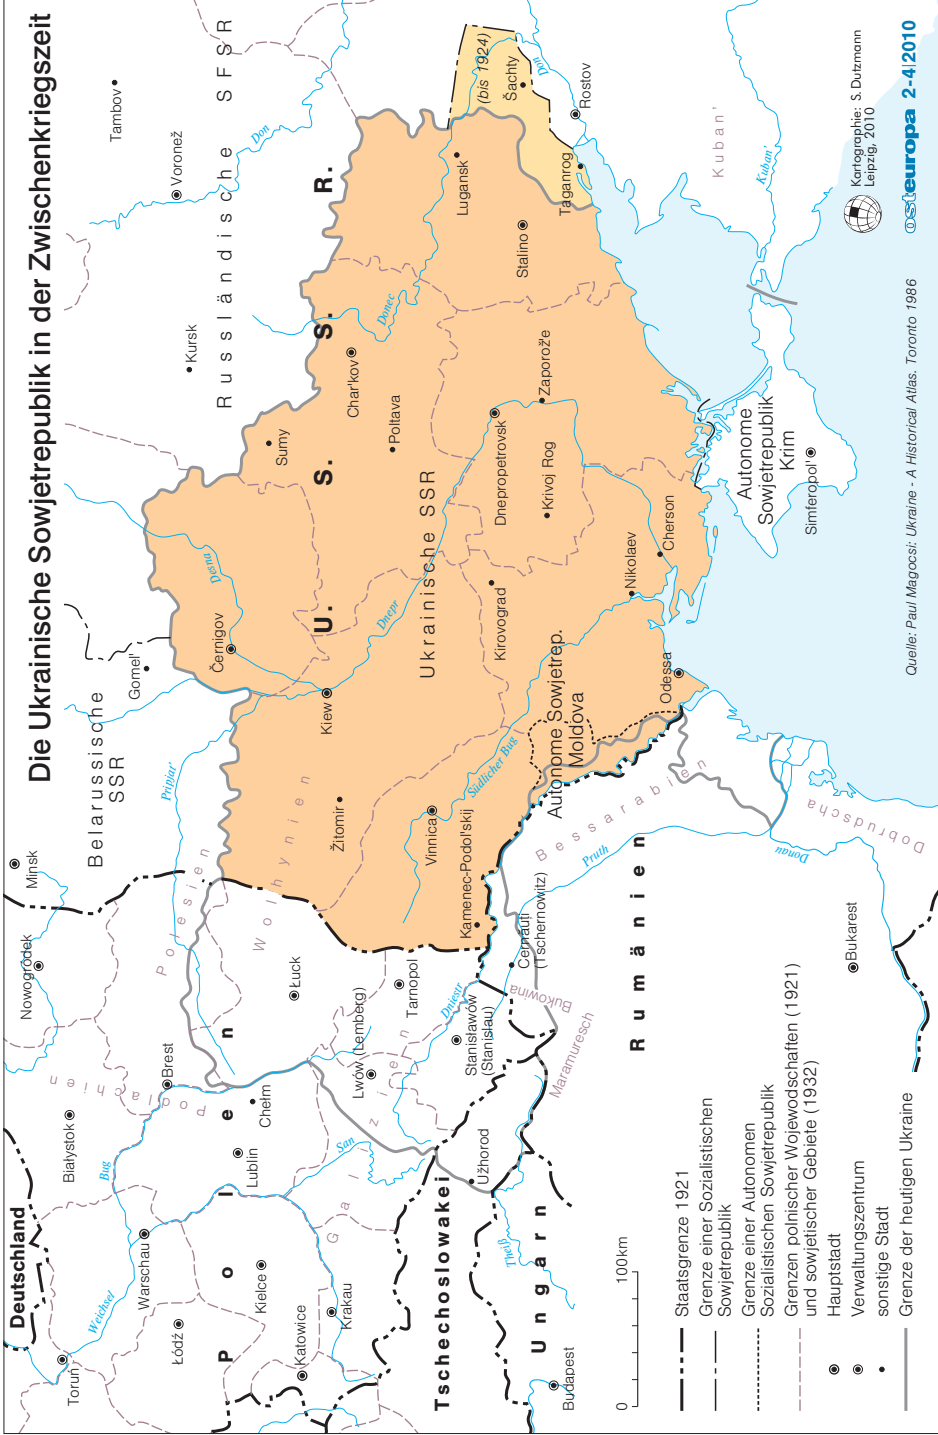 Die Ukrainische Sowjetrepublik in der Zwischenkriegszeit
Deutschland
Toruń
Weichsel
Bug
Białystok
Nowogródek
Minsk
Belarussische
SSR
Gomel'
Kursk
Voronež
Tambov
Don
Russländische SFSR
Łódź
Warschau
Podlachien
Brest
Polesien
Pripjat'
Desna
Černigov
Sumy
Polen
Kielce
Lublin
Chełm
Łuck
Wolhynien
Žitomir
Kiew
U. S. S. R.
Char'kov
Donec
Poltava
Dnepr
Ukrainische SSR
Katowice
Krakau
San
Galizien
Lwów (Lemberg)
Tarnopol
Dniestr
Stanisławów
(Stanislau)
Vinnica
Südlicher Bug
Kamenec-Podol'skij
Kirovograd
Dnepropetrovsk
Krivoj Rog
Zaporož'e
Stalino
Lugansk
(bis 1924)
Šachty
Don
Taganrog
Rostov
Tschechoslowakei
Užhorod
Ungarn
Theiß
Budapest
Maramuresch
Bukowina
Cernăuți
(Tschernowitz)
Autonome Sowjetrep.
Moldova
Bessarabien
Pruth
Odessa
Nikolaev
Cherson
Rumänien
Bukarest
Donau
Dobrudscha
Autonome
Sowjetrepublik
Krim
Simferopol'
Kuban'
Kuban'
0
100km
Staatsgrenze 1921
Grenze einer Sozialistischen
Sowjetrepublik
Grenze einer Autonomen
Sozialistischen Sowjetrepublik
Grenzen polnischer Wojewodschaften (1921)
und sowjetischer Gebiete (1932)
Hauptstadt
Verwaltungszentrum
sonstige Stadt
Grenze der heutigen Ukraine
Quelle: Paul Magocsi: Ukraine - A Historical Atlas. Toronto 1986
Kartographie: S. Dutzmann
Leipzig, 2010
osteuropa 2-4|2010